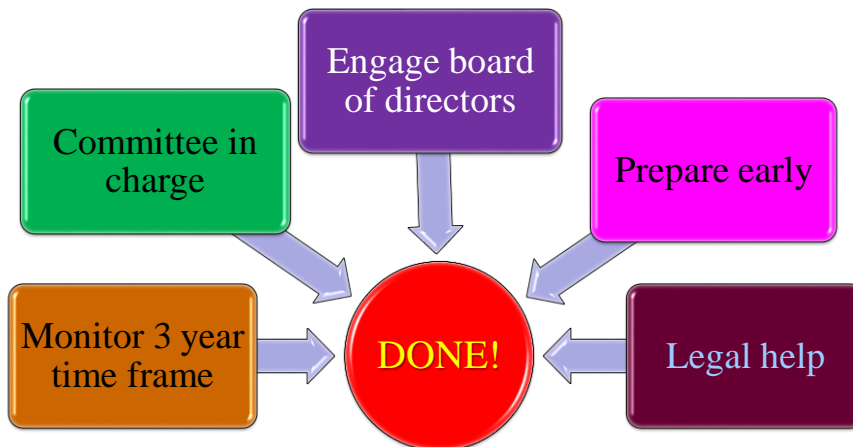 Engage board
of directors
Committee in
charge
Prepare early
Monitor 3 year
time frame
DONE!
Legal help